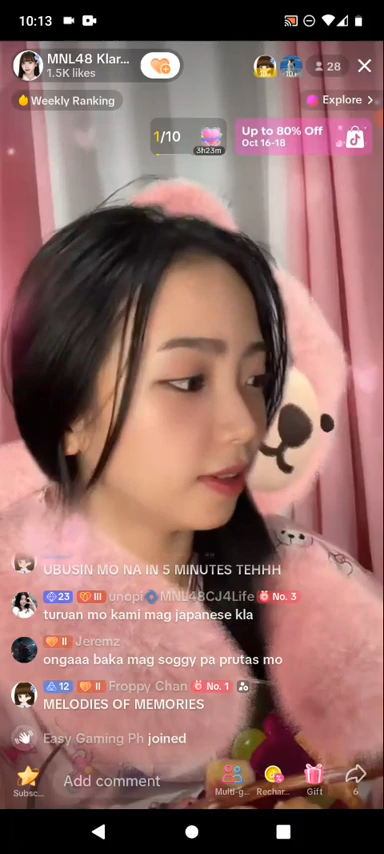 10:13
MNL48 Klar...
1.5K likes
28
Weekly Ranking
Explore >
1/10
3h23m
Up to 80% Off
Oct 16-18
UBUSIN MO NA IN 5 MINUTES TEHHH
23 III unopi MNL48CJ4Life No. 3
turuan mo kami mag japanese kla
II Jeremz
ongaaa baka mag soggy pa prutas mo
12 II Froppy Chan No. 1
MELODIES OF MEMORIES
Easy Gaming Ph joined
Subsc...
Add comment
Multi-g...
Rechar...
Gift
6